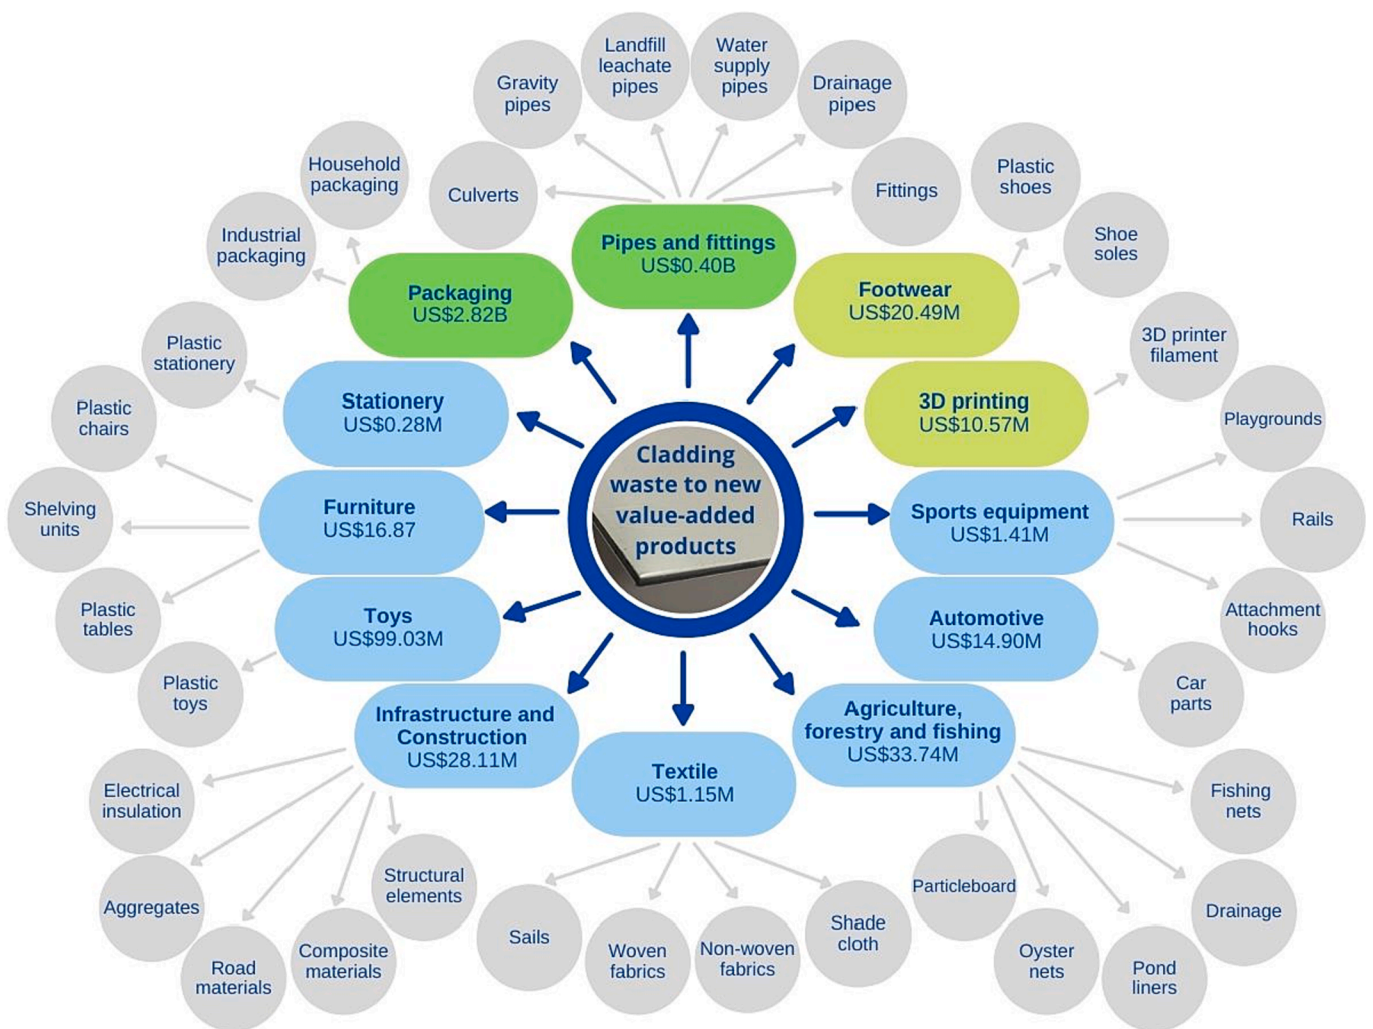 Landfill
leachate
pipes
Water
supply
pipes
Gravity
pipes
Drainage
pipes
Household
packaging
Culverts
Fittings
Plastic
shoes
Industrial
packaging
Shoe
soles
Pipes and fittings
US$0.40B
Packaging
US$2.82B
Footwear
US$20.49M
Plastic
stationery
3D printer
filament
Stationery
US$0.28M
3D printing
US$10.57M
Plastic
chairs
Playgrounds
Cladding
waste to new
value-added
products
Shelving
units
Furniture
US$16.87
Sports equipment
US$1.41M
Rails
Plastic
tables
Toys
US$99.03M
Automotive
US$14.90M
Attachment
hooks
Plastic
toys
Car
parts
Infrastructure and
Construction
US$28.11M
Textile
US$1.15M
Agriculture,
forestry and fishing
US$33.74M
Electrical
insulation
Fishing
nets
Aggregates
Structural
elements
Particleboard
Drainage
Road
materials
Composite
materials
Sails
Woven
fabrics
Non-woven
fabrics
Shade
cloth
Oyster
nets
Pond
liners